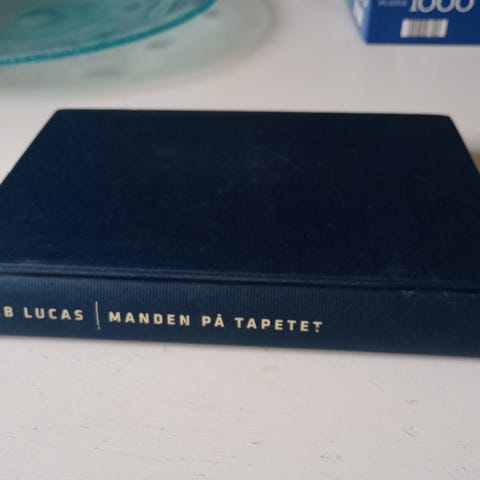 1000
B LUCAS | MANDEN PÅ TAPETET